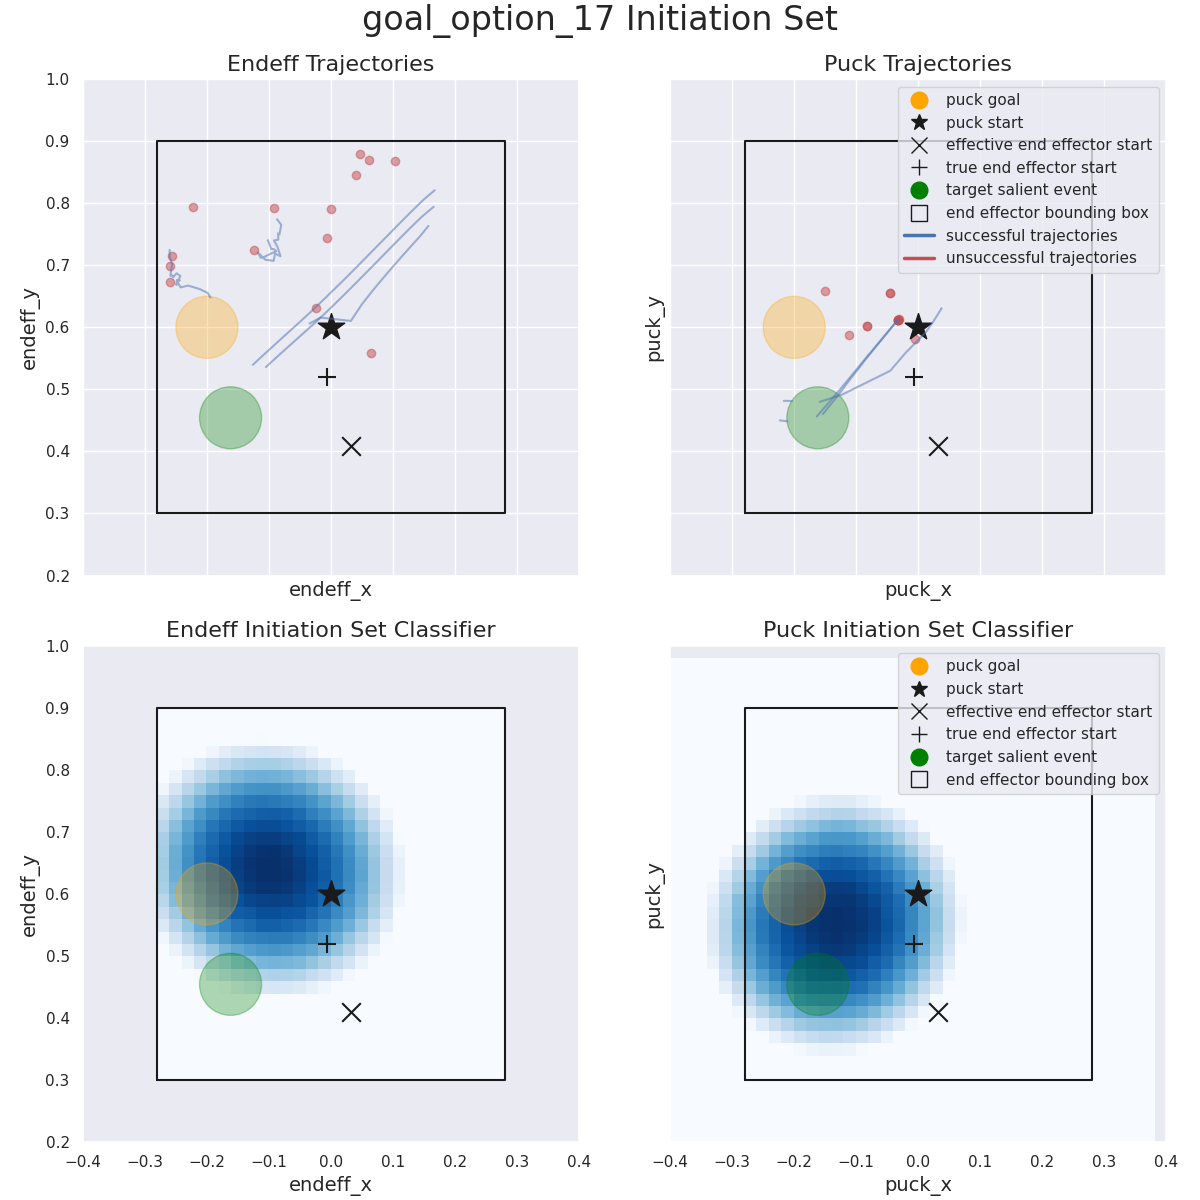 goal_option_17 Initiation Set
Endeff Trajectories
1.0
0.9
0.8
0.7
0.6
0.5
0.4
0.3
0.2
endeff_y
endeff_x
Puck Trajectories
puck goal
puck start
effective end effector start
true end effector start
target salient event
end effector bounding box
successful trajectories
unsuccessful trajectories
puck_y
puck_x
Endeff Initiation Set Classifier
1.0
0.9
0.8
0.7
0.6
0.5
0.4
0.3
0.2
endeff_y
−0.4 −0.3 −0.2 −0.1 0.0 0.1 0.2 0.3 0.4
endeff_x
Puck Initiation Set Classifier
puck goal
puck start
effective end effector start
true end effector start
target salient event
end effector bounding box
puck_y
−0.4 −0.3 −0.2 −0.1 0.0 0.1 0.2 0.3 0.4
puck_x